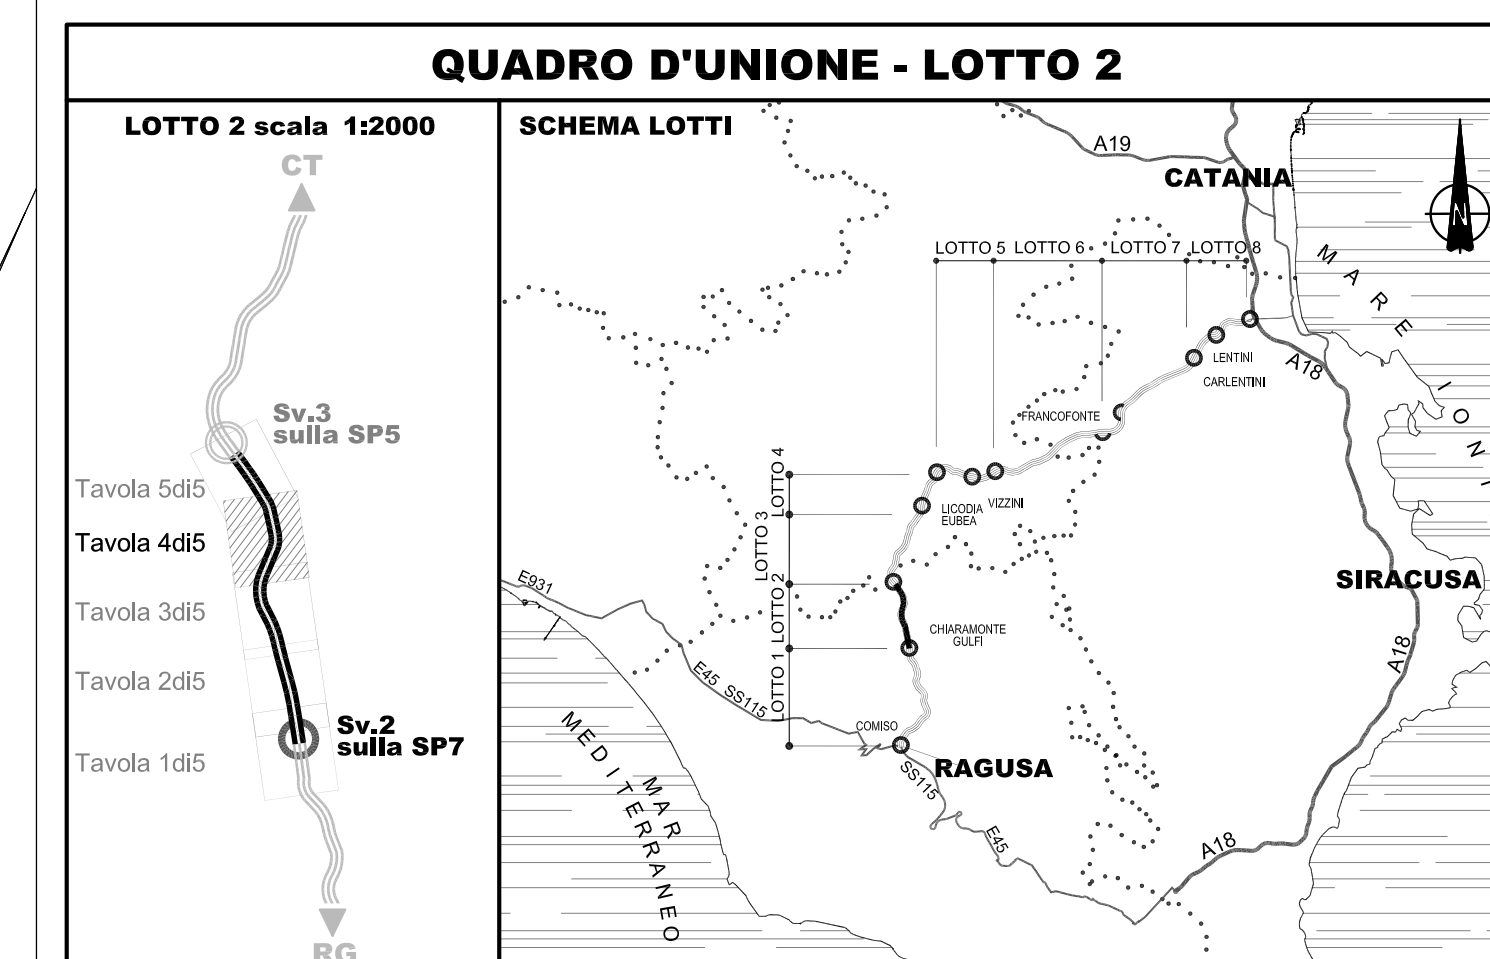 QUADRO D'UNIONE - LOTTO 2
LOTTO 2 scala 1:2000
CT
Sv.3
sulla SP5
Tavola 5di5
Tavola 4di5
Tavola 3di5
Tavola 2di5
Sv.2
sulla SP7
Tavola 1di5
RG
SCHEMA LOTTI
A19
CATANIA
N
LOTTO 5
LOTTO 6
LOTTO 7
LOTTO 8
MARE
IONI
LENTINI
CARLENTINI
A18
FRANCOFONTE
LOTTO 4
LOTTO 3
LOTTO 2
LOTTO 1
LICODIA
EUBEA
VIZZINI
SIRACUSA
E931
CHIARAMONTE
GULFI
A18
E45 SS115
COMISO
RAGUSA
SS115
E45
A18
MAR
MEDITERRANEO